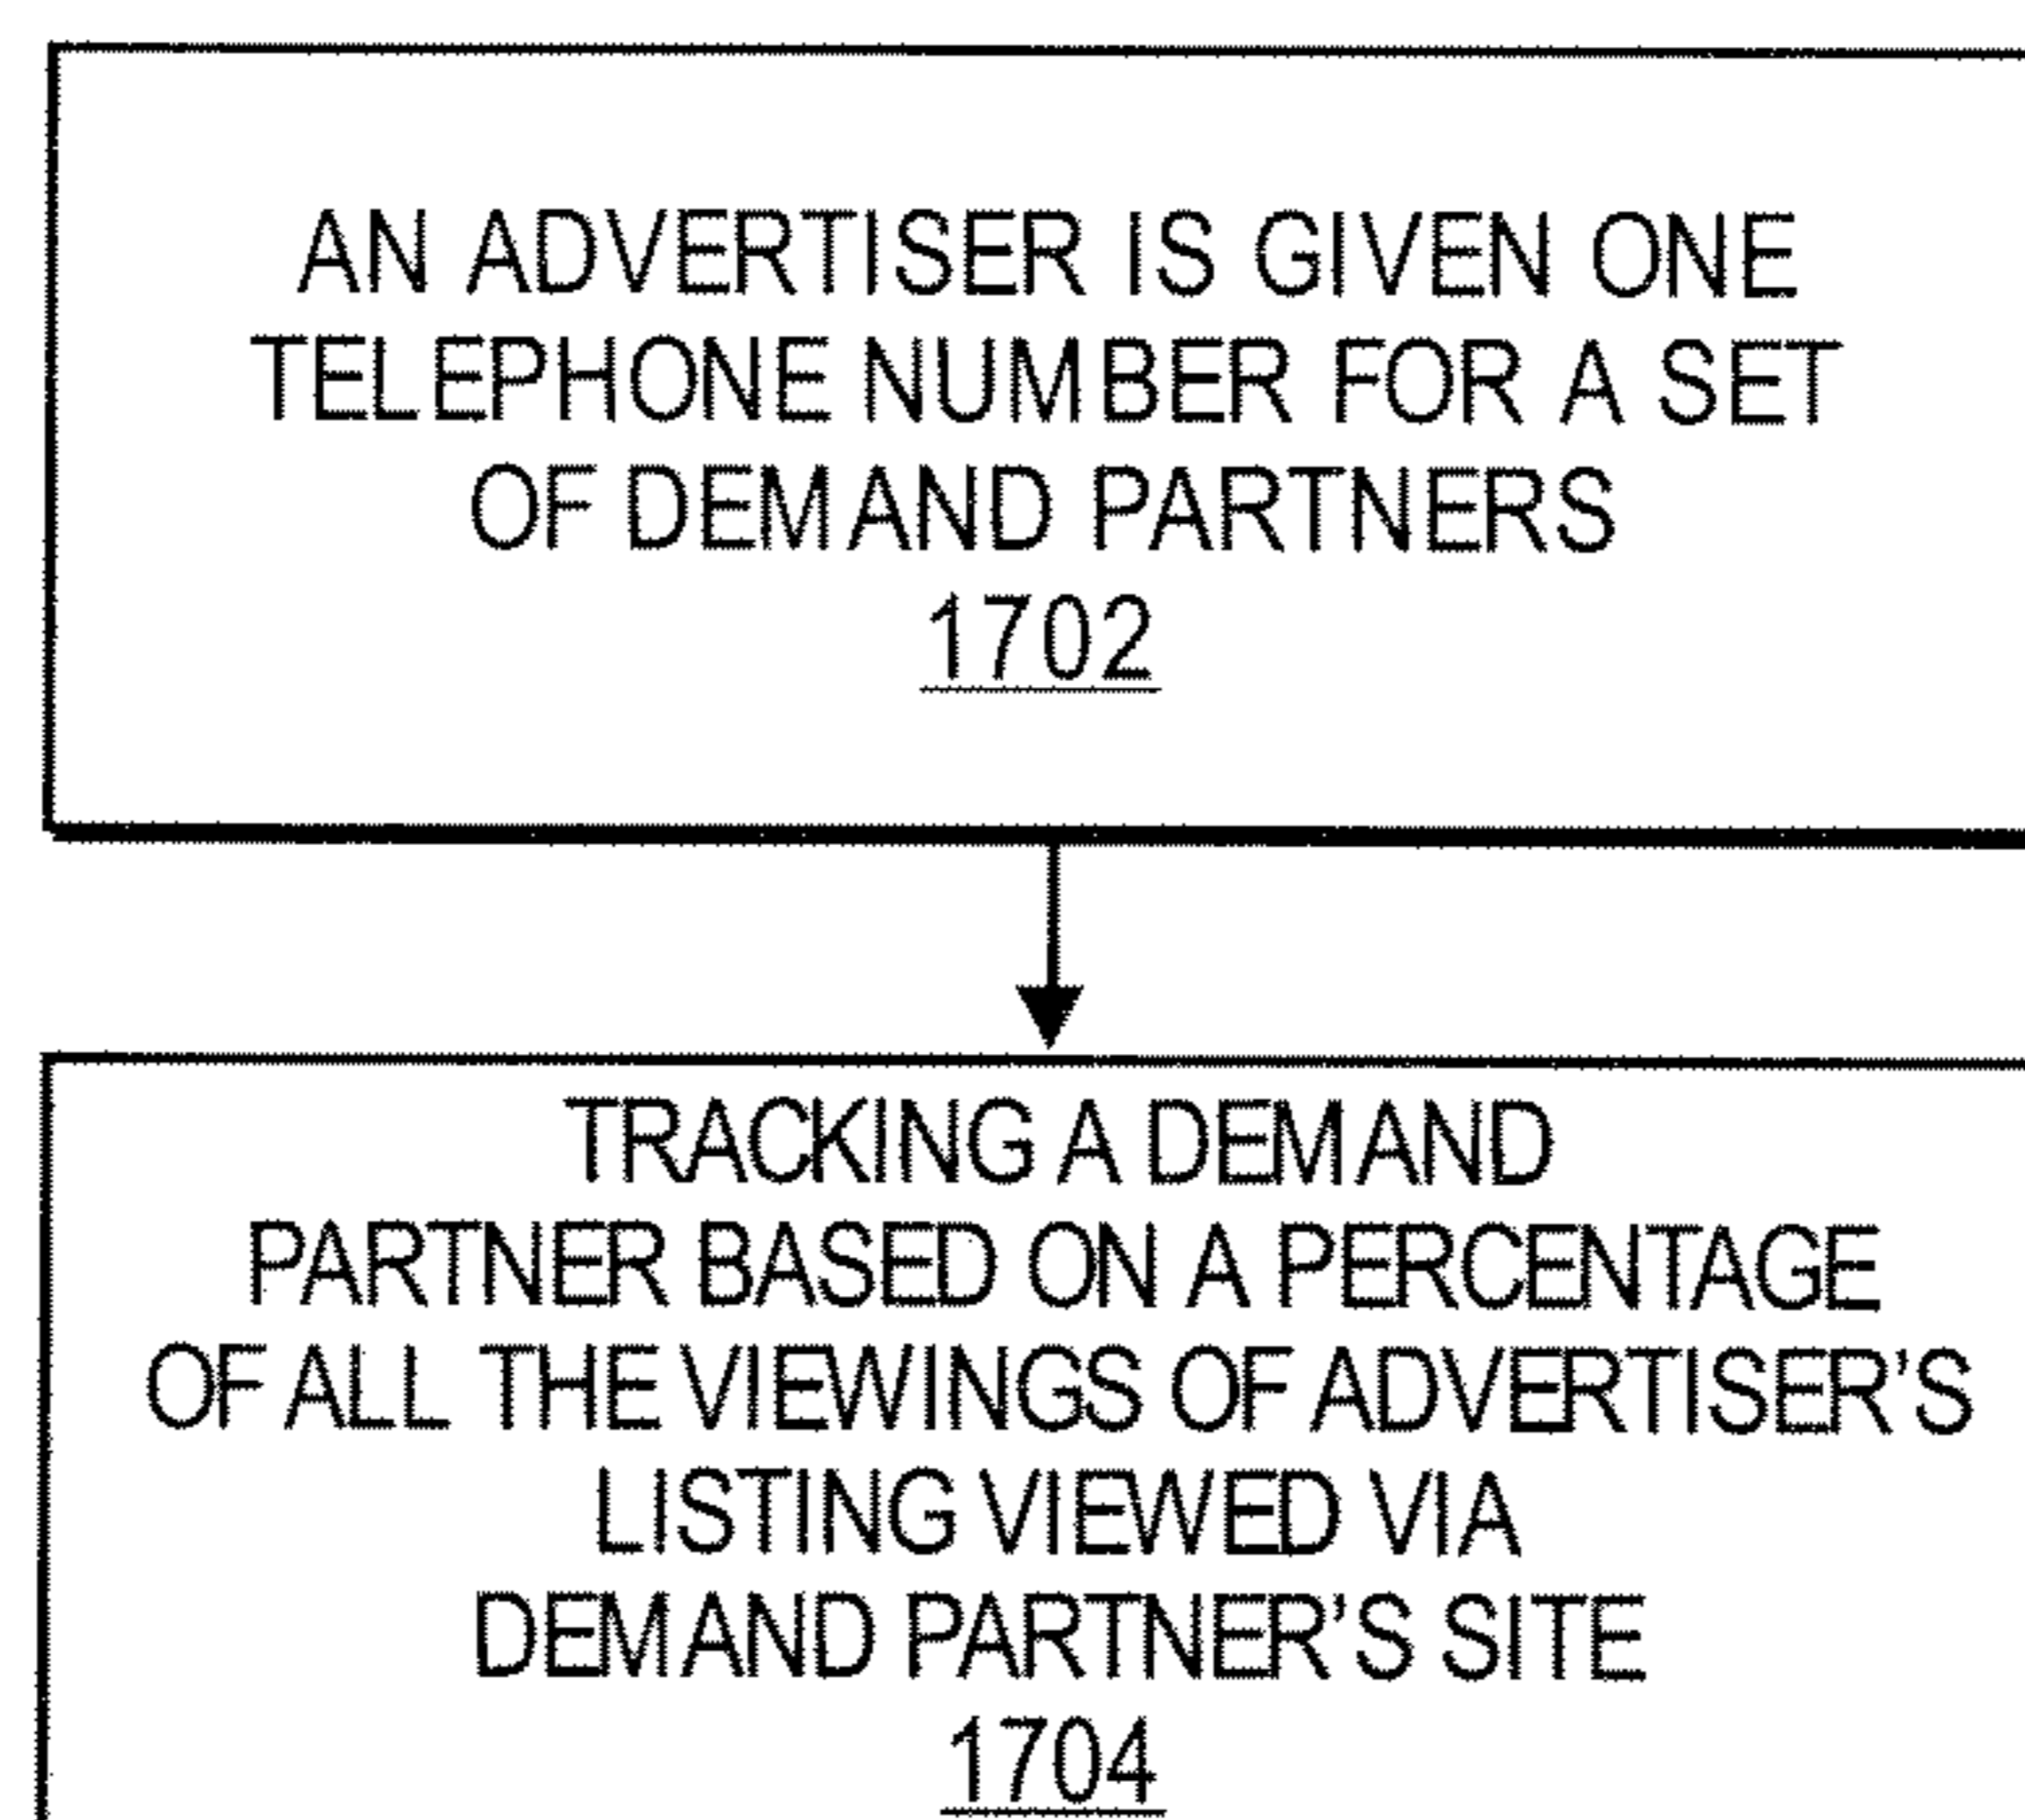 AN ADVERTISER IS GIVEN ONE
TELEPHONE NUMBER FOR A SET
OF DEMAND PARTNERS
1702
TRACKING A DEMAND
PARTNER BASED ON A PERCENTAGE
OF ALL THE VIEWINGS OF ADVERTISER'S
LISTING VIEWED VIA
DEMAND PARTNER'S SITE
1704